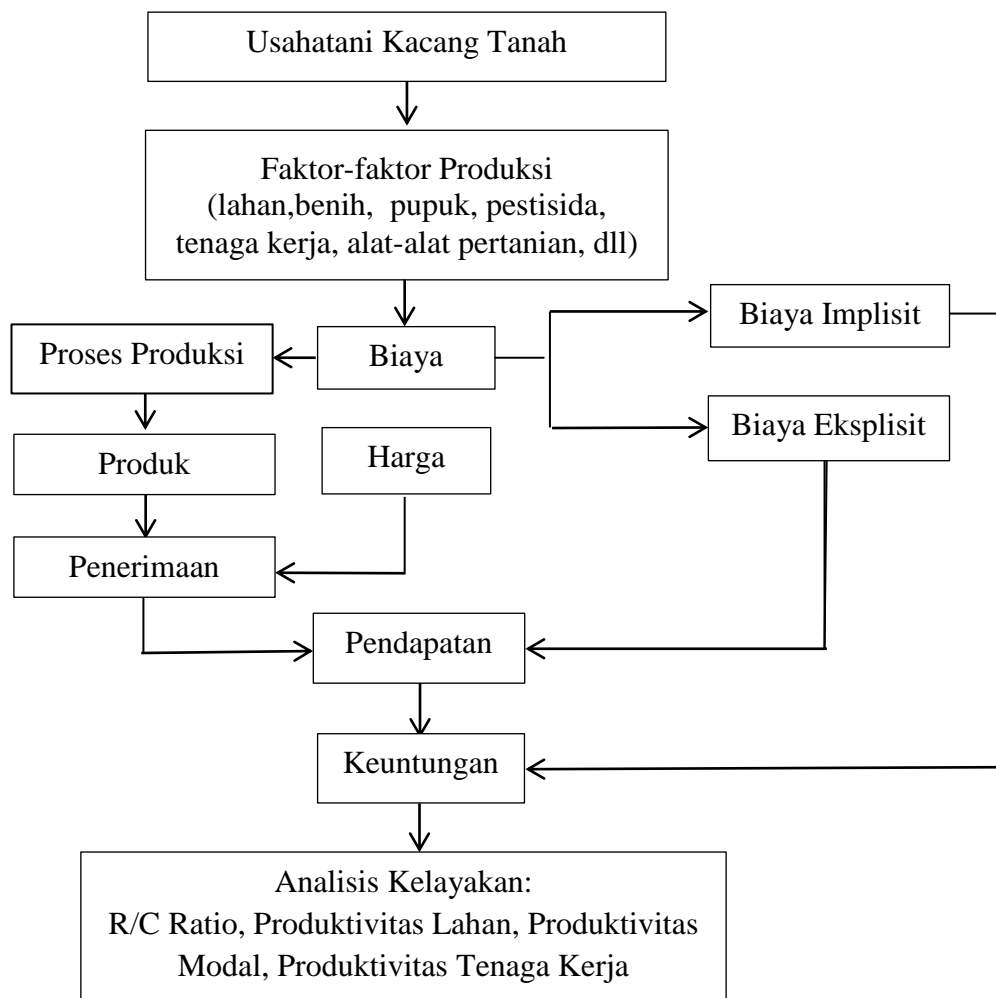 Usahatani Kacang Tanah
Faktor-faktor Produksi
(lahan,benih, pupuk, pestisida,
tenaga kerja, alat-alat pertanian, dll)
Biaya Implisit
Proses Produksi
Biaya
Biaya Eksplisit
Produk
Harga
Penerimaan
Pendapatan
Keuntungan
Analisis Kelayakan:
R/C Ratio, Produktivitas Lahan, Produktivitas
Modal, Produktivitas Tenaga Kerja